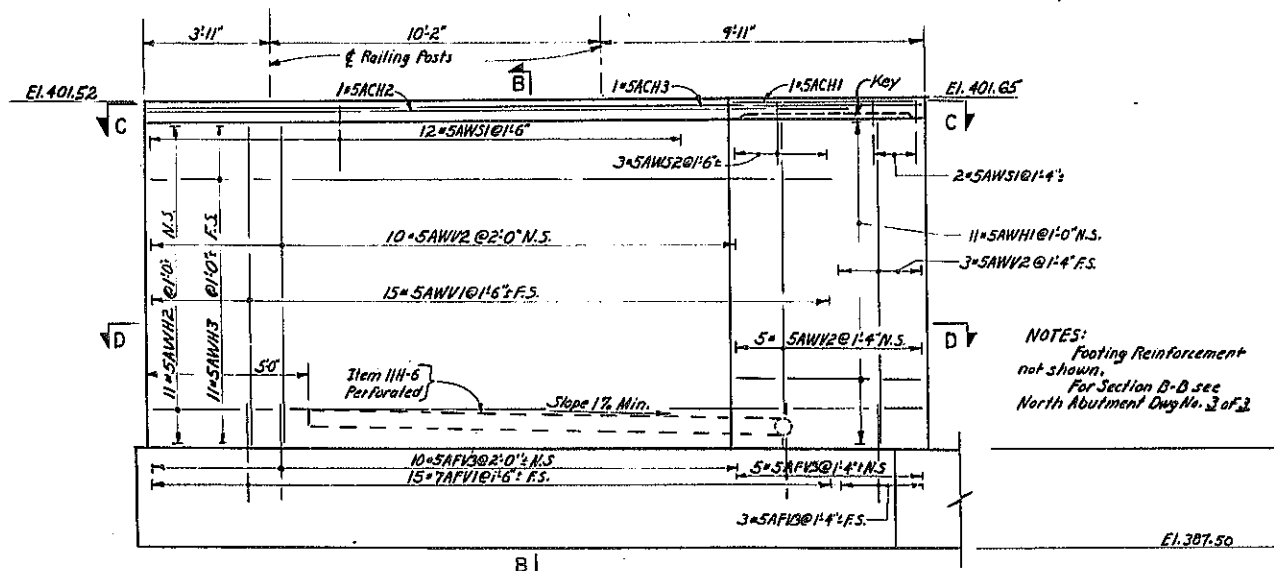 3'-11"
10'-2"
9'-11"
℄ Railing Posts
B
El. 401.52
1#5ACH2
1#5ACH3
1#5ACH1
Key
El. 401.65
C
C
12#5AWS1@1'-6"
3#5AWS2@1'-6"±
2#5AWS1@1'-4"±
11#5AWH2 @1'-0"± N.S.
11#5AWH3 @1'-0"± F.S.
10#5AWV2 @2'-0" N.S.
11#5AWH1@1'-0" N.S.
3#5AWV2@1'-4" F.S.
15#5AWV1@1'-6"± F.S.
D
D
5# 5AWV2@1'-4" N.S.
5'-0"
Item 11H-6
Perforated
Slope 1% Min.
NOTES:
Footing Reinforcement
not shown.
For Section B-B see
North Abutment Dwg No. 3 of 3
10#5AFV3@2'-0"± N.S
5#5AFV3@1'-4"± N.S
15#7AFV1@1'-6"± F.S.
3#5AFV3@1'-4"± F.S.
El. 387.50
B